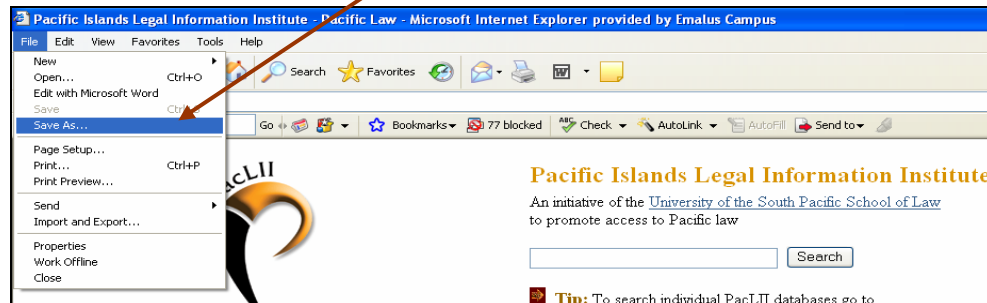 Pacific Islands Legal Information Institute - Pacific Law - Microsoft Internet Explorer provided by Emalus Campus
File Edit View Favorites Tools Help
New
Open... Ctrl+O
Edit with Microsoft Word
Save
Save As...
Page Setup...
Print... Ctrl+P
Print Preview...
Send
Import and Export...
Properties
Work Offline
Close
Search Favorites
Go Bookmarks 77 blocked Check AutoLink AutoFill Send to
PacLII
Pacific Islands Legal Information Institute
An initiative of the University of the South Pacific School of Law
to promote access to Pacific law
Search
Tip: To search individual PacLII databases go to